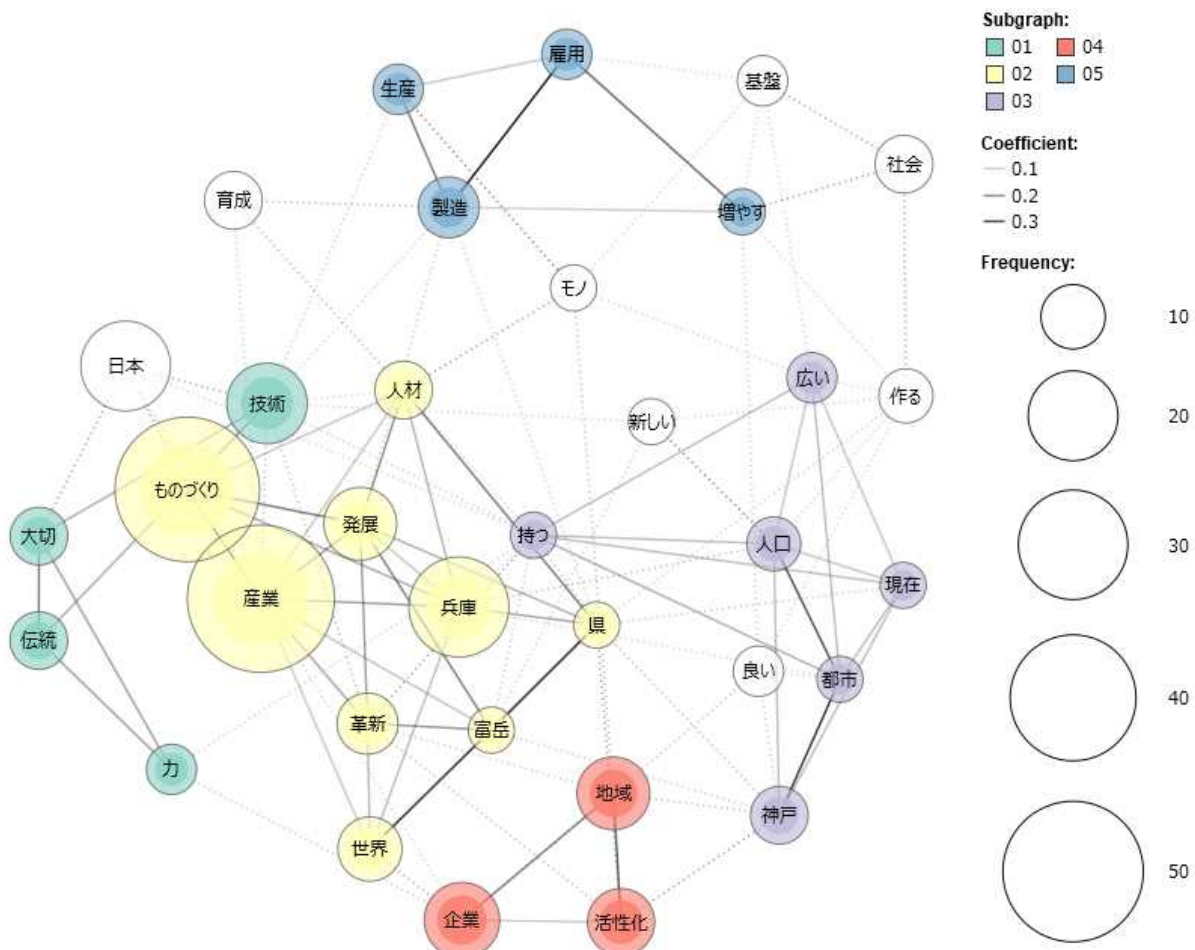 Subgraph:
01
04
02
05
03
Coefficient:
0.1
0.2
0.3
Frequency:
10
20
30
40
50
雇用
生産
基盤
社会
育成
製造
増やす
モノ
日本
技術
人材
広い
作る
新しい
ものづくり
発展
大切
持つ
人口
現在
産業
兵庫
県
伝統
良い
都市
革新
富岳
力
地域
神戸
世界
企業
活性化